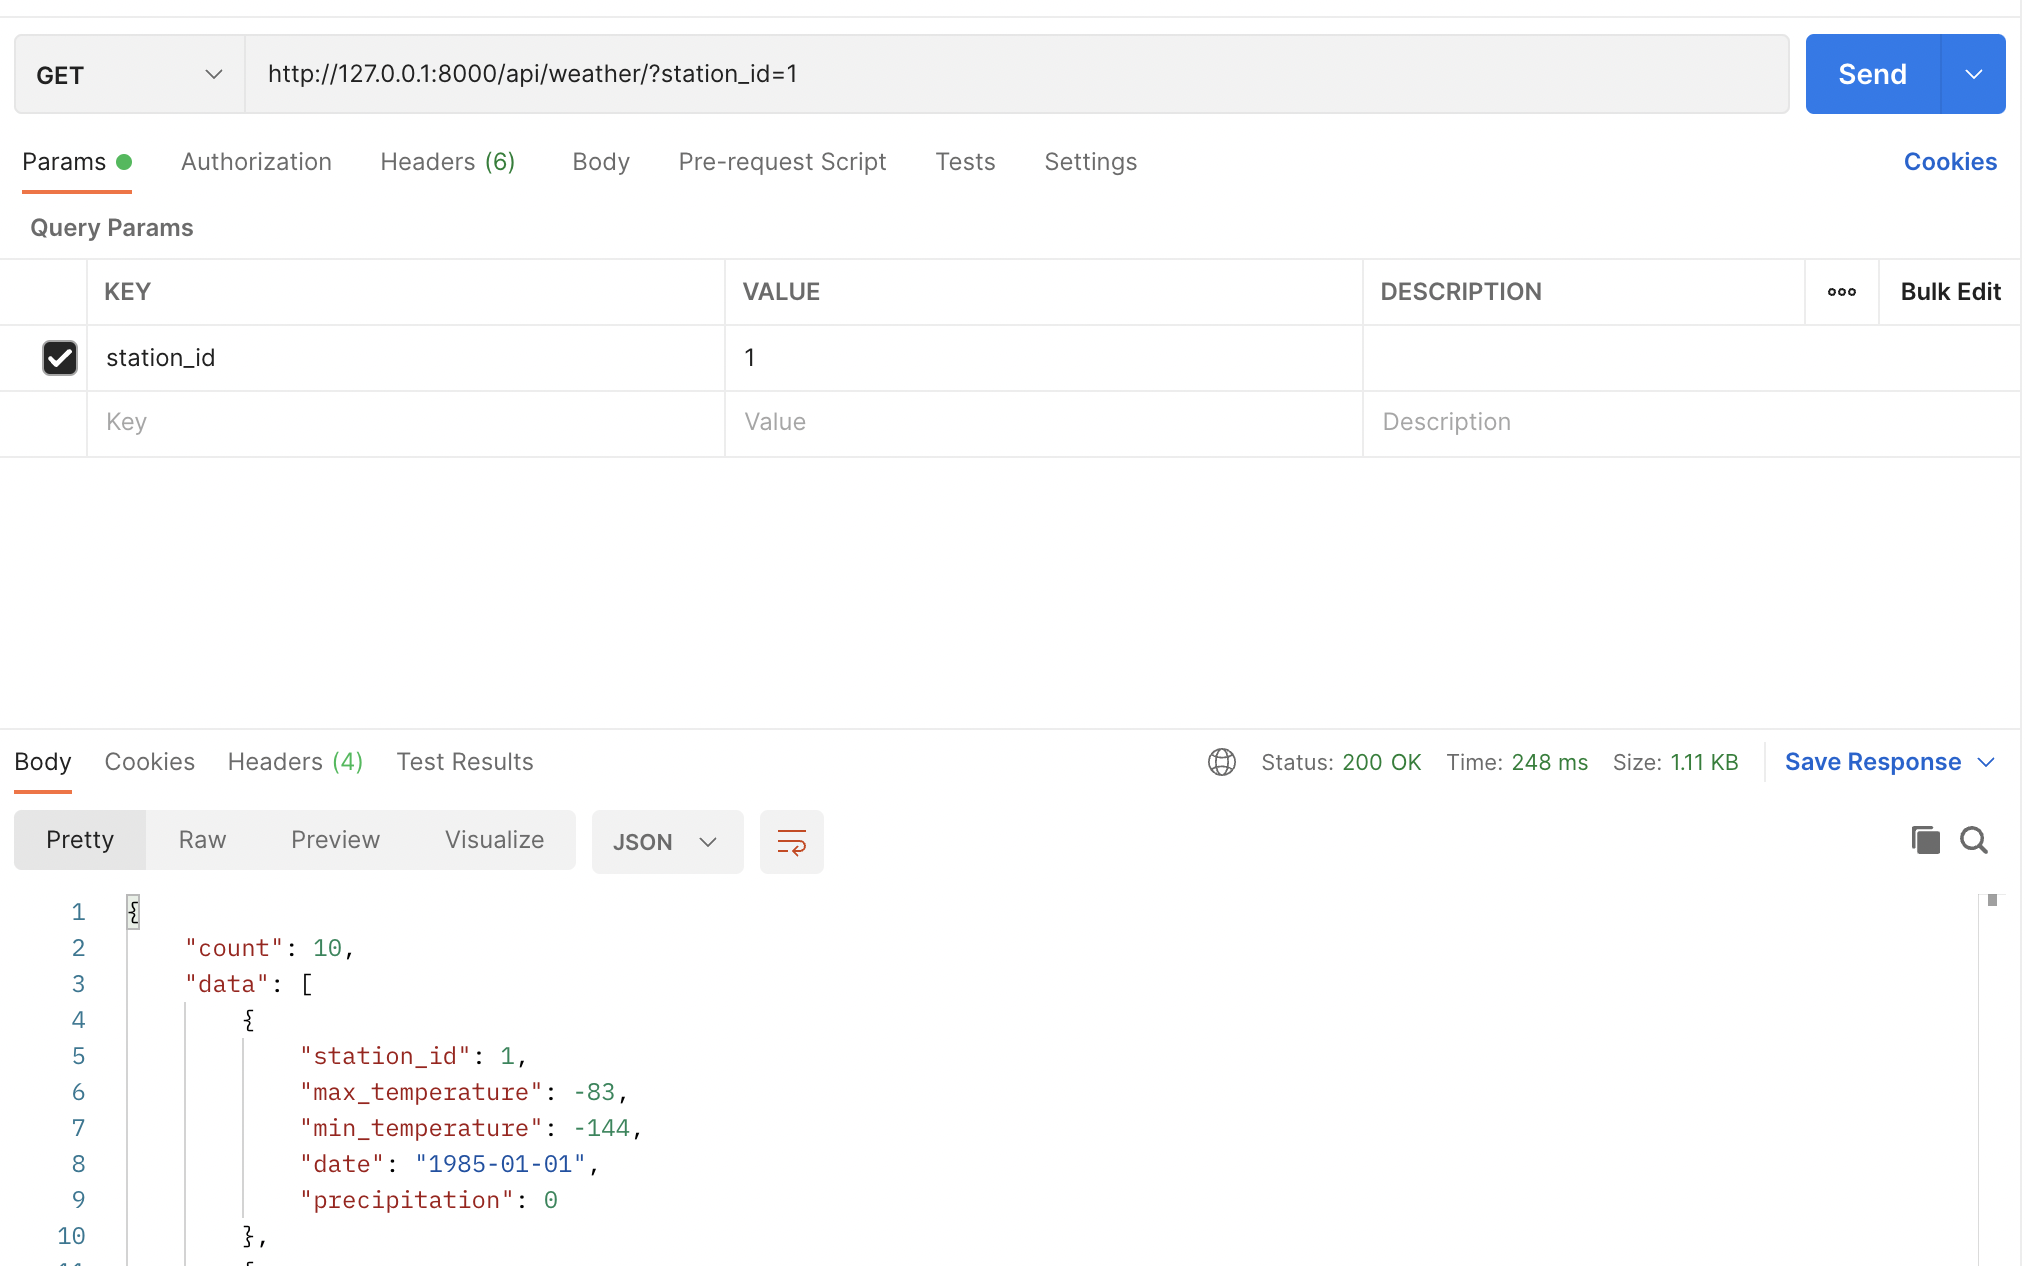 GET http://127.0.0.1:8000/api/weather/?station_id=1 Send
Params Authorization Headers (6) Body Pre-request Script Tests Settings Cookies
Query Params
KEY VALUE DESCRIPTION ooo Bulk Edit
station_id 1
Key Value Description
Body Cookies Headers (4) Test Results Status: 200 OK Time: 248 ms Size: 1.11 KB Save Response
Pretty Raw Preview Visualize JSON
1 {
2 "count": 10,
3 "data": [
4 {
5 "station_id": 1,
6 "max_temperature": -83,
7 "min_temperature": -144,
8 "date": "1985-01-01",
9 "precipitation": 0
10 },